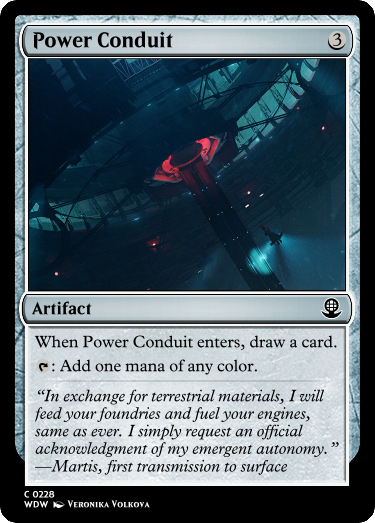 Power Conduit 3
Artifact
When Power Conduit enters, draw a card.
: Add one mana of any color.
“In exchange for terrestrial materials, I will
feed your foundries and fuel your engines,
same as ever. I simply request an official
acknowledgment of my emergent autonomy.”
—Martis, first transmission to surface
C 0228
WDW Veronika Volkova